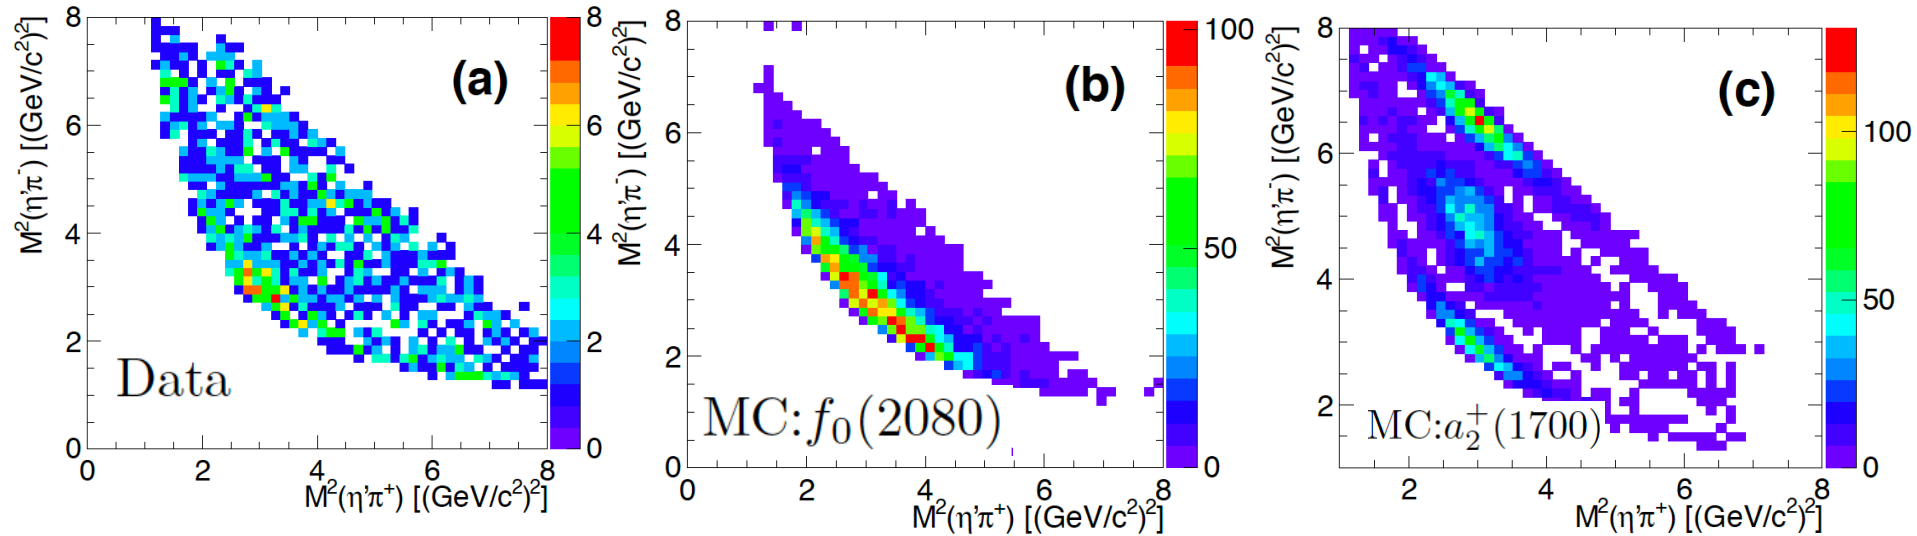 (a)
Data
M²(η'π⁻) [(GeV/c²)²]
M²(η'π⁺) [(GeV/c²)²]
0 2 4 6 8
0 2 4 6 8
0 2 4 6 8
(b)
MC:f₀(2080)
M²(η'π⁻) [(GeV/c²)²]
M²(η'π⁺) [(GeV/c²)²]
0 2 4 6 8
0 2 4 6 8
0 50 100
(c)
MC:a₂⁺(1700)
M²(η'π⁻) [(GeV/c²)²]
M²(η'π⁺) [(GeV/c²)²]
2 4 6 8
2 4 6 8
0 50 100